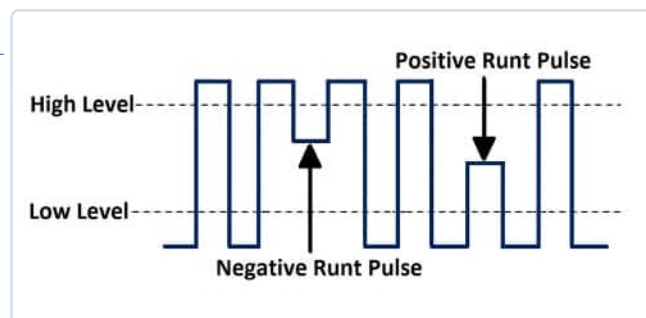 Positive Runt Pulse
High Level
Low Level
Negative Runt Pulse